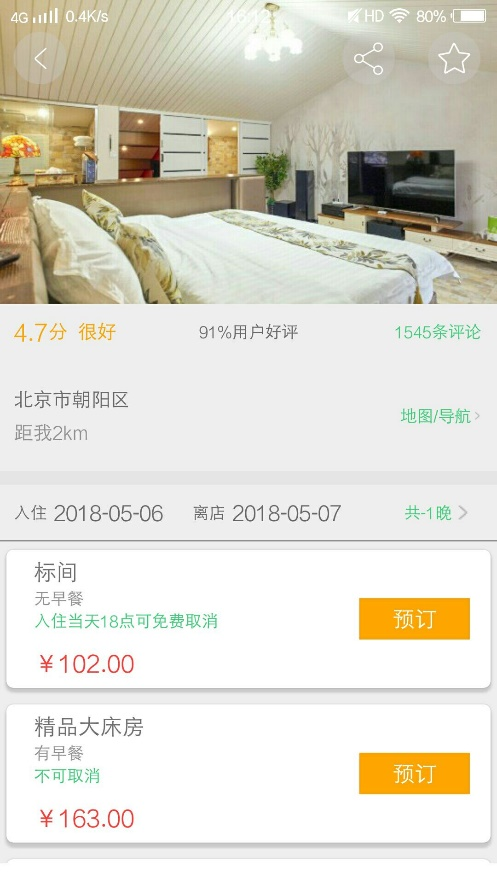 4G 0.4K/s HD 80%
4.7分 很好 91%用户好评 1545条评论
北京市朝阳区
地图/导航
距我2km
入住 2018-05-06 离店 2018-05-07 共-1晚
标间
无早餐
入住当天18点可免费取消
预订
￥102.00
精品大床房
有早餐
不可取消
预订
￥163.00